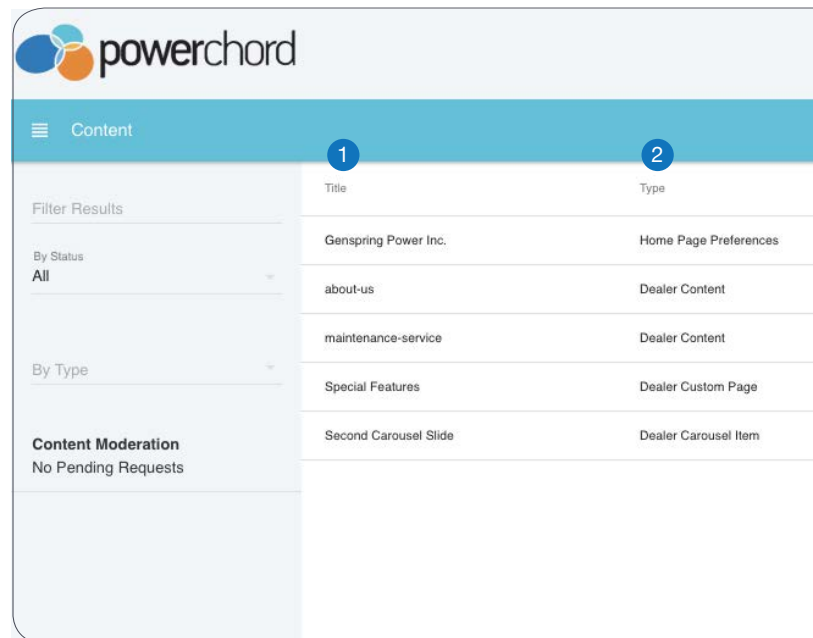 powerchord
Content
1 2
Title Type
Filter Results
By Status
All
By Type
Content Moderation
No Pending Requests
Genspring Power Inc. Home Page Preferences
about-us Dealer Content
maintenance-service Dealer Content
Special Features Dealer Custom Page
Second Carousel Slide Dealer Carousel Item